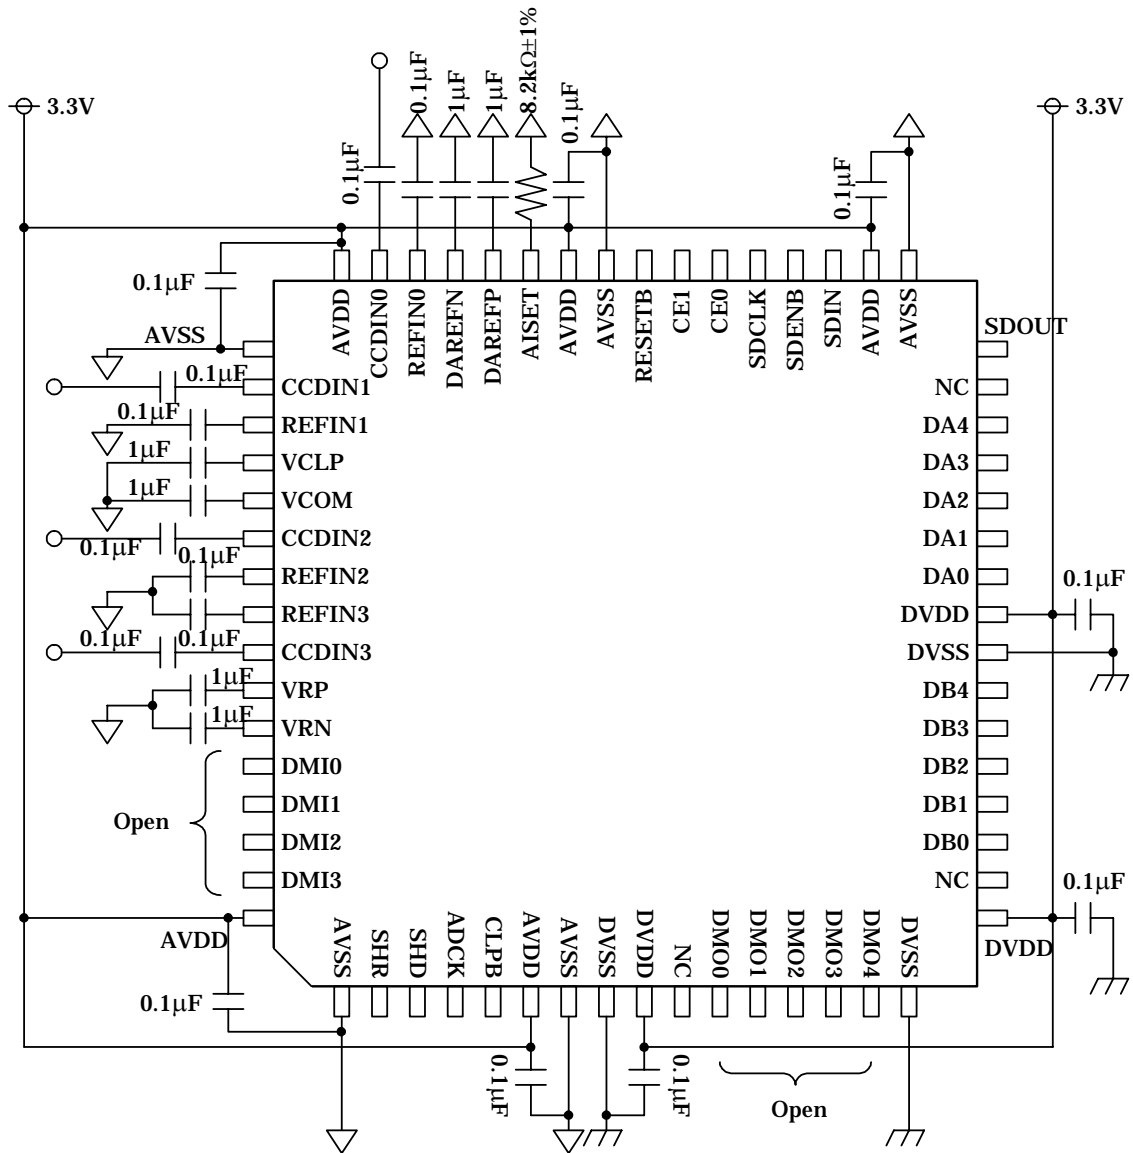 0.1μF
1μF
1μF
8.2kΩ±1%
0.1μF
0.1μF
0.1μF
3.3V
3.3V
0.1μF
AVDD
CCDIN0
REFIN0
DAREFN
DAREFP
AISET
AVDD
AVSS
RESETB
CE1
CE0
SDCLK
SDENB
SDIN
AVDD
AVSS
AVSS
0.1μF
CCDIN1
0.1μF
REFIN1
1μF
VCLP
1μF
VCOM
CCDIN2
0.1μF
0.1μF
REFIN2
REFIN3
0.1μF
0.1μF
CCDIN3
1μF
VRP
1μF
VRN
DMI0
DMI1
Open
DMI2
DMI3
AVDD
0.1μF
SDOUT
NC
DA4
DA3
DA2
DA1
DA0
0.1μF
DVDD
DVSS
DB4
DB3
DB2
DB1
DB0
NC
0.1μF
DVDD
AVSS
SHR
SHD
ADCK
CLPB
AVDD
AVSS
DVSS
DVDD
NC
DMO0
DMO1
DMO2
DMO3
DMO4
DVSS
0.1μF
0.1μF
Open